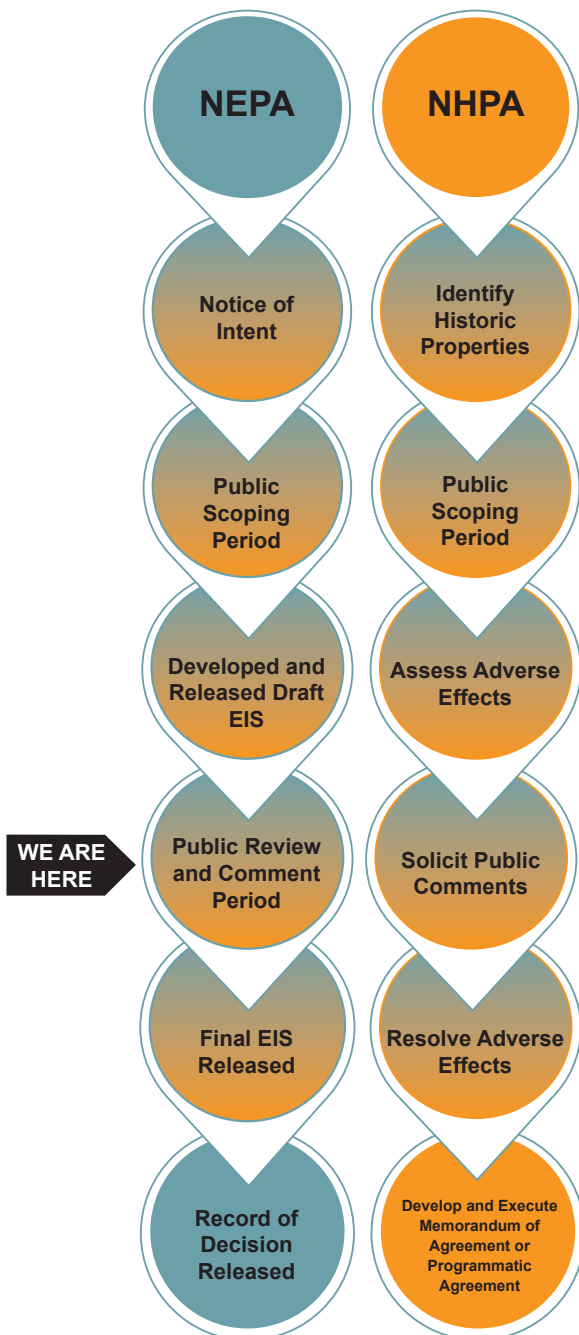 NEPA
NHPA
Notice of
Intent
Identify
Historic
Properties
Public
Scoping
Period
Public
Scoping
Period
Developed and
Released Draft
EIS
Assess Adverse
Effects
WE ARE
HERE
Public Review
and Comment
Period
Solicit Public
Comments
Final EIS
Released
Resolve Adverse
Effects
Record of
Decision
Released
Develop and Execute
Memorandum of
Agreement or
Programmatic
Agreement